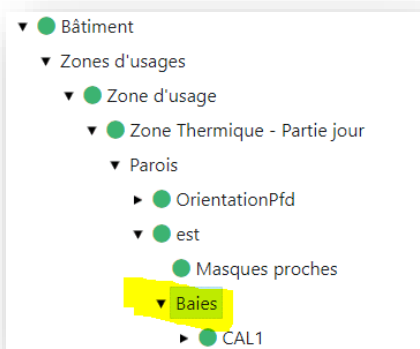 Bâtiment
Zones d'usages
Zone d'usage
Zone Thermique - Partie jour
Parois
OrientationPfd
est
Masques proches
Baies
CAL1